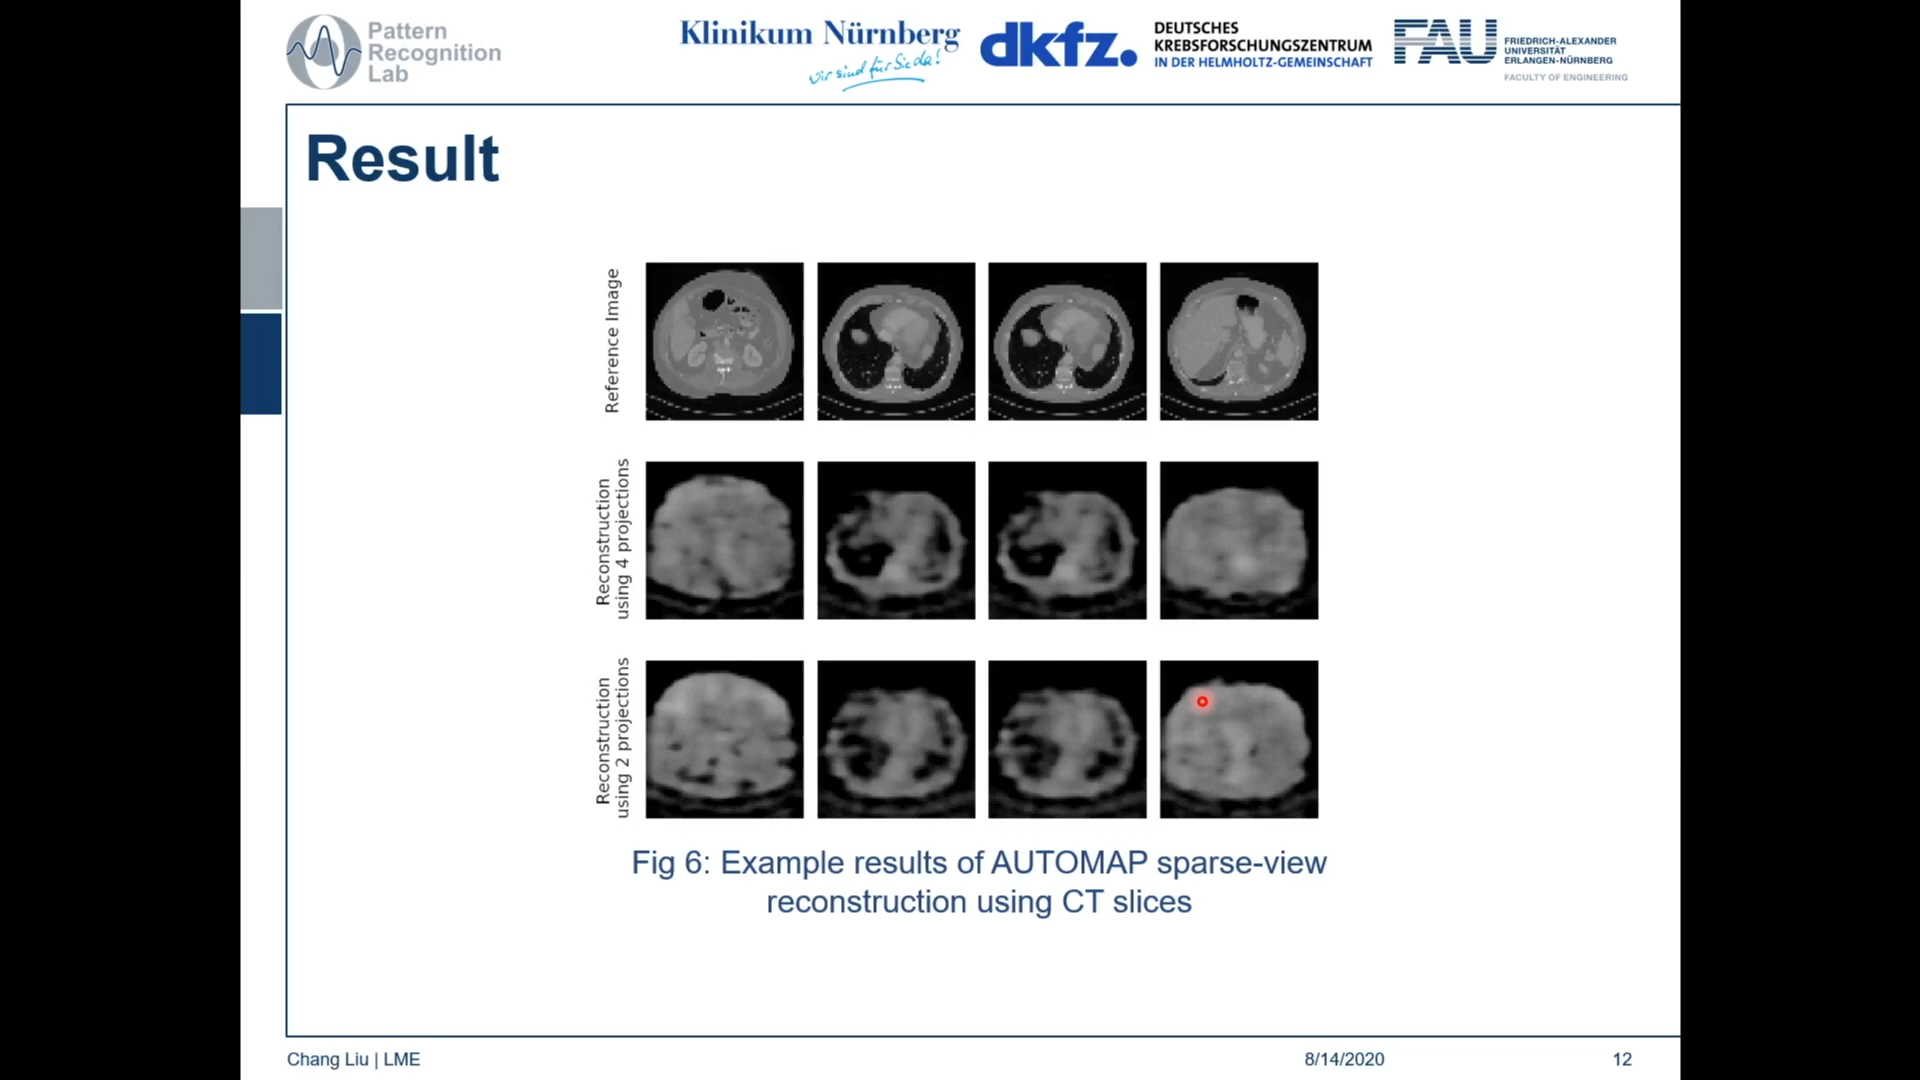 Pattern
Recognition
Lab
Klinikum Nürnberg
Wir sind für Sie da!
dkfz.
DEUTSCHES
KREBSFORSCHUNGSZENTRUM
IN DER HELMHOLTZ-GEMEINSCHAFT
FAU
FRIEDRICH-ALEXANDER
UNIVERSITÄT
ERLANGEN-NÜRNBERG
FACULTY OF ENGINEERING
Result
Reference Image
Reconstruction
using 4 projections
Reconstruction
using 2 projections
Fig 6: Example results of AUTOMAP sparse-view
reconstruction using CT slices
Chang Liu | LME
8/14/2020
12